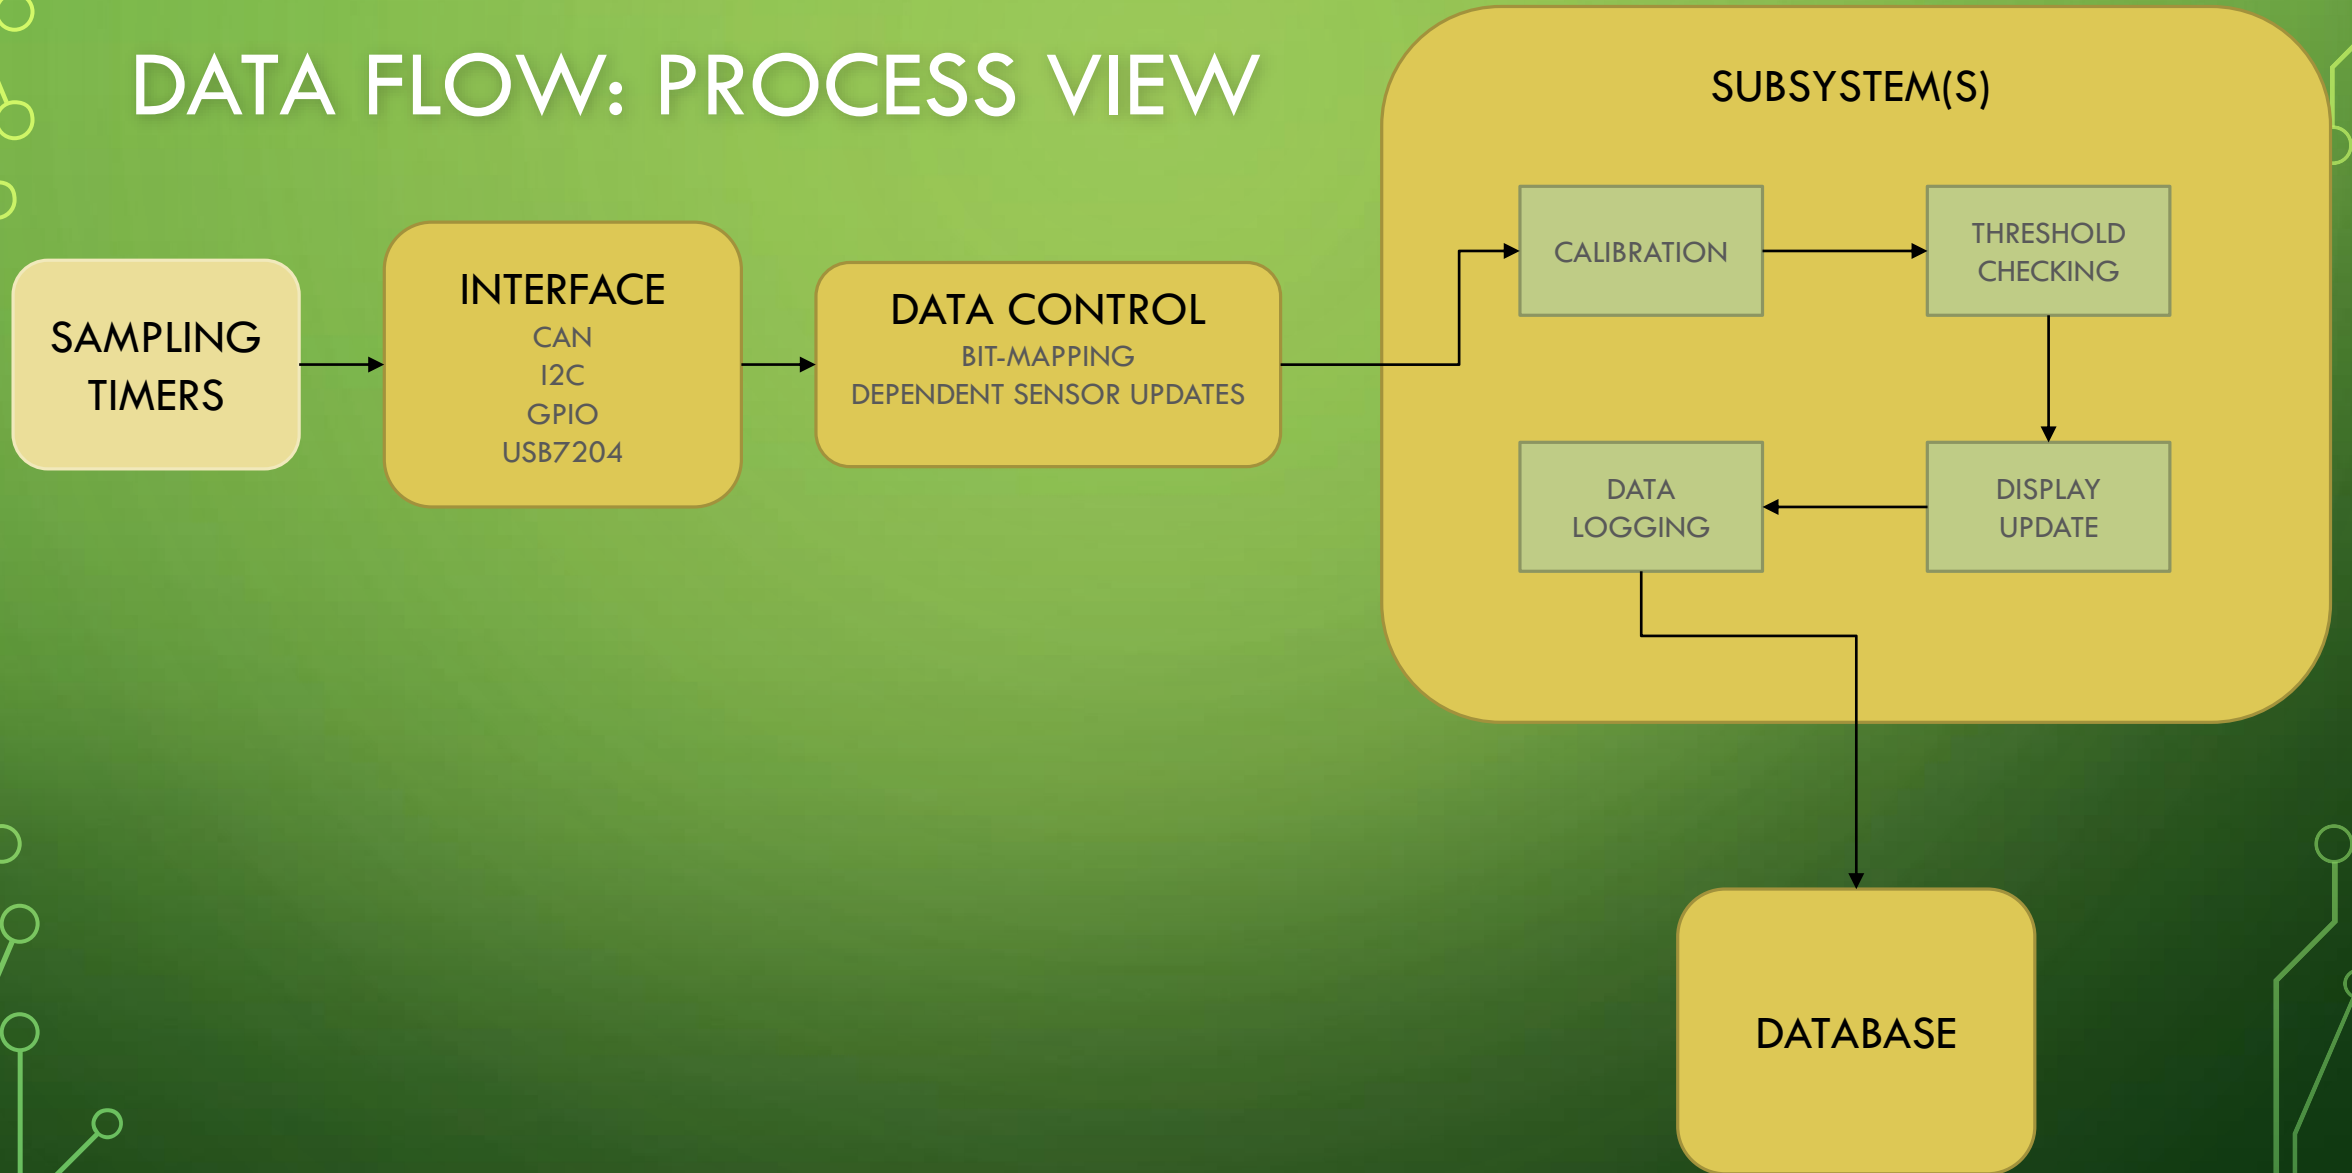 DATA FLOW: PROCESS VIEW
SAMPLING
TIMERS
INTERFACE
CAN
I2C
GPIO
USB7204
DATA CONTROL
BIT-MAPPING
DEPENDENT SENSOR UPDATES
SUBSYSTEM(S)
CALIBRATION
THRESHOLD
CHECKING
DISPLAY
UPDATE
DATA
LOGGING
DATABASE